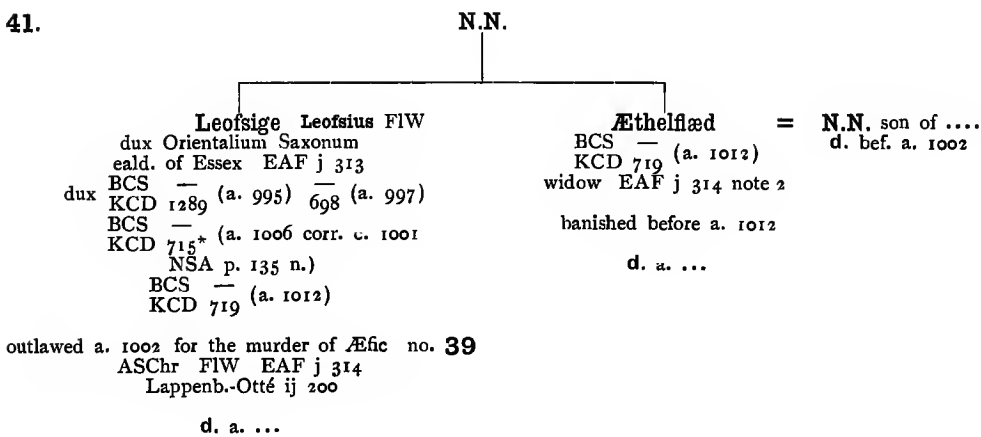 41.
N.N.
Leofsige Leofsius FlW
dux Orientalium Saxonum
eald. of Essex EAF j 313
dux BCS — (a. 995) — (a. 997)
KCD 1289 698
BCS —
KCD 715* (a. 1006 corr. c. 1001
NSA p. 135 n.)
BCS —
KCD 719 (a. 1012)
outlawed a. 1002 for the murder of Æfic no. 39
ASChr FlW EAF j 314
Lappenb.-Otté ij 200
d. a. ...
Æthelflæd
BCS —
KCD 719 (a. 1012)
widow EAF j 314 note 2
banished before a. 1012
d. a. ...
= N.N. son of ....
d. bef. a. 1002